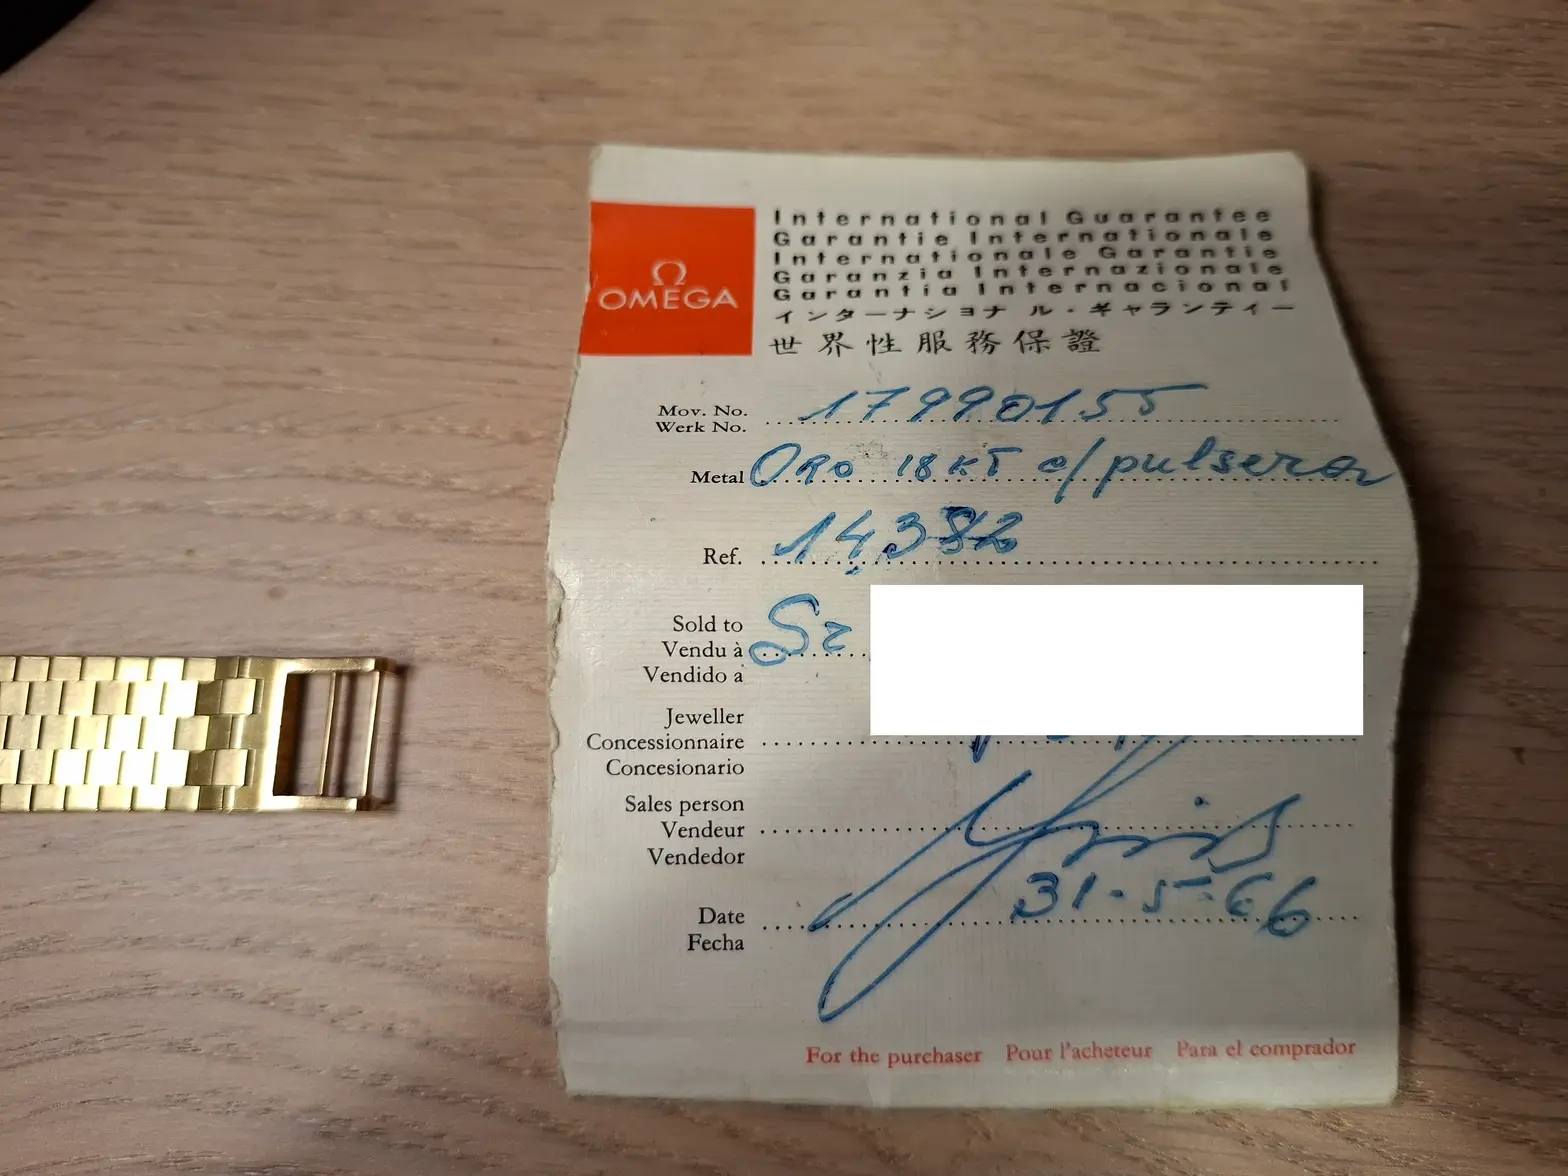 Ω
OMEGA
International Guarantee
Garantie Internationale
Internationale Garantie
Garanzia Internazionale
Garantia Internacional
インターナショナル・ギャランティー
世界性服務保證
Mov. No. 17990155
Werk No.
Metal Oro 18 KT c/pulsera
Ref. 14,382
Sold to Sr
Vendu à
Vendido a
Jeweller
Concessionnaire
Concesionario
Sales person
Vendeur
Vendedor
Date 31-5-66
Fecha
For the purchaser Pour l'acheteur Para el comprador